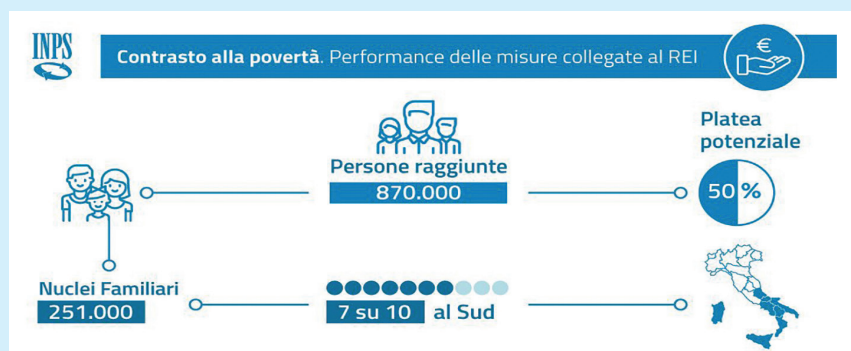 INPS
Contrasto alla povertà. Performance delle misure collegate al REI
€
Persone raggiunte
870.000
Platea
potenziale
50 %
Nuclei Familiari
251.000
7 su 10 al Sud